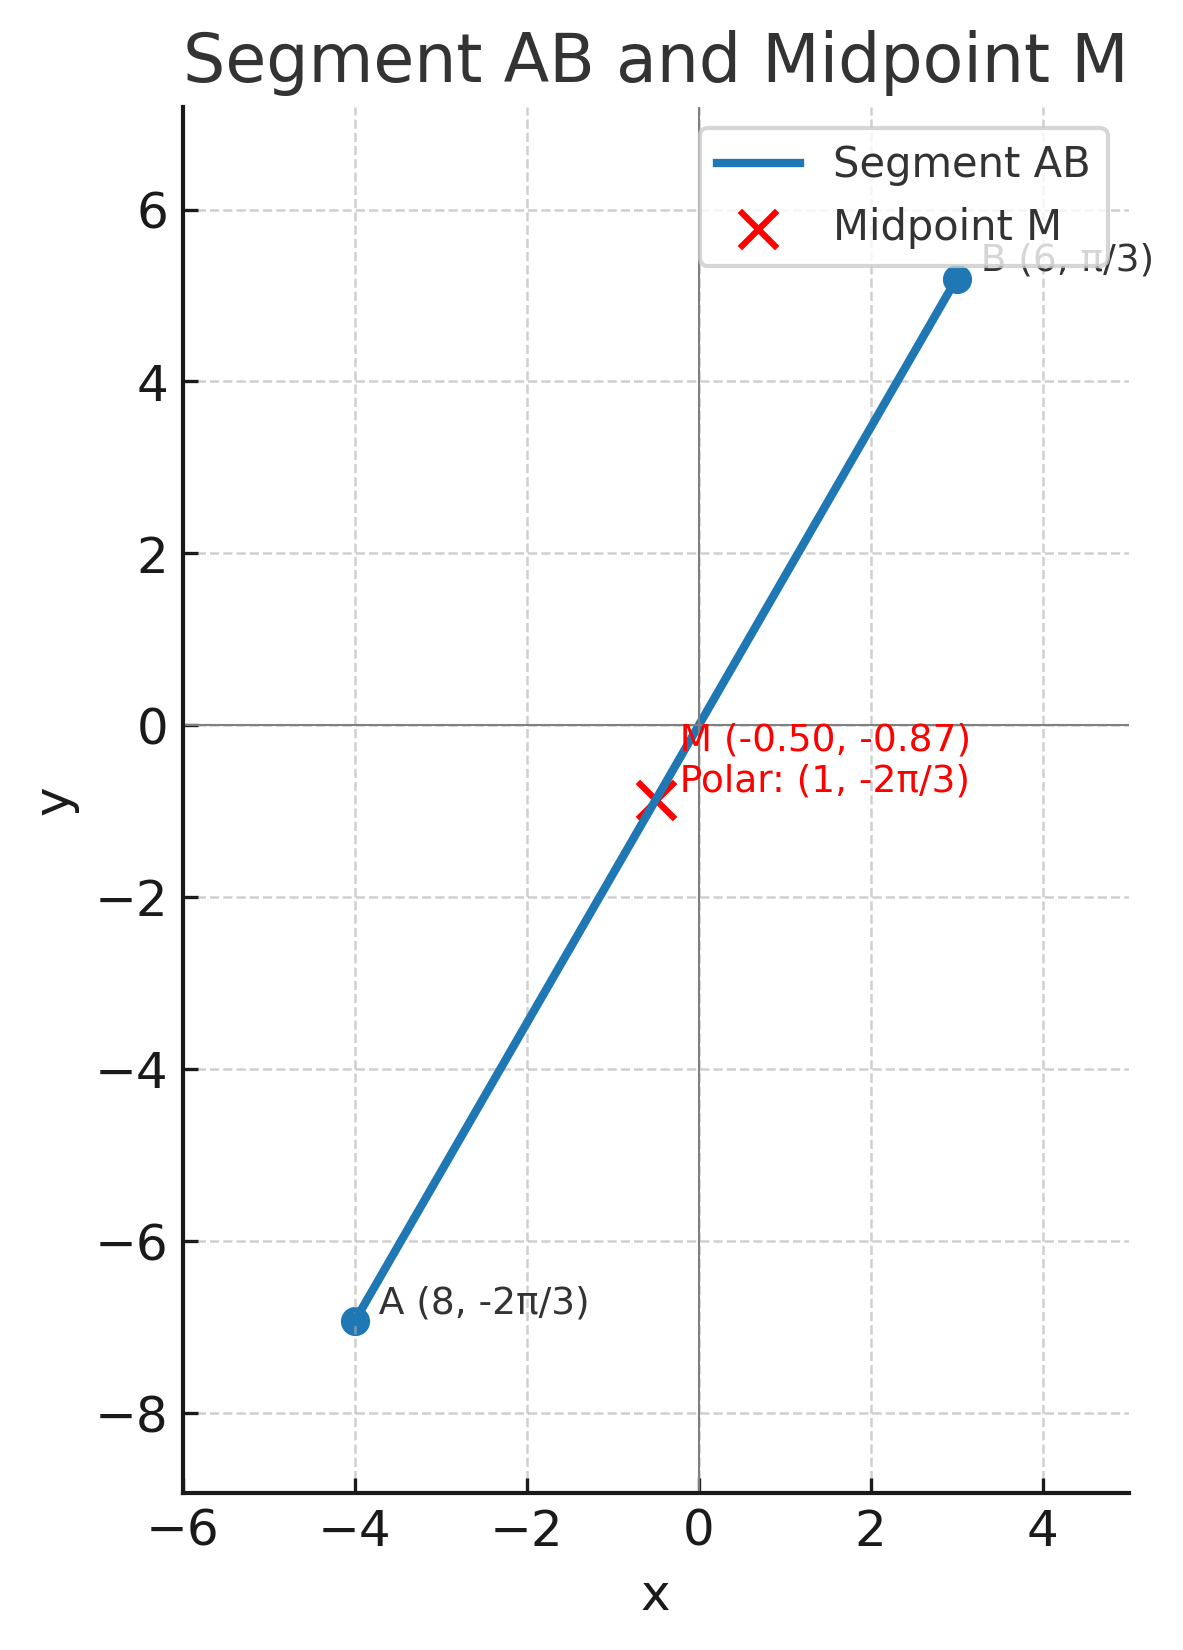 Segment AB and Midpoint M
Segment AB
Midpoint M
B (6, π/3)
6
4
2
0
−2
−4
−6
−8
y
M (-0.50, -0.87)
Polar: (1, -2π/3)
A (8, -2π/3)
−6
−4
−2
0
2
4
x